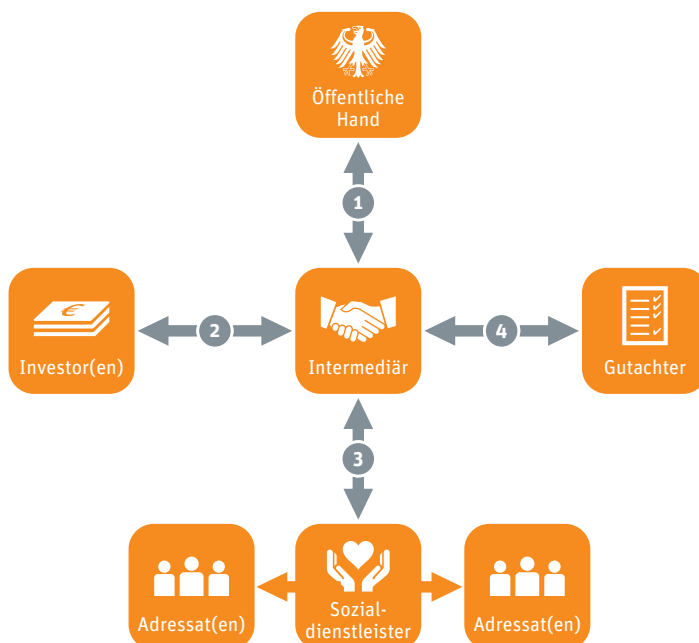 Öffentliche
Hand
1
€
Investor(en)
2
Intermediär
4
Gutachter
3
Adressat(en)
Sozial-
dienstleister
Adressat(en)